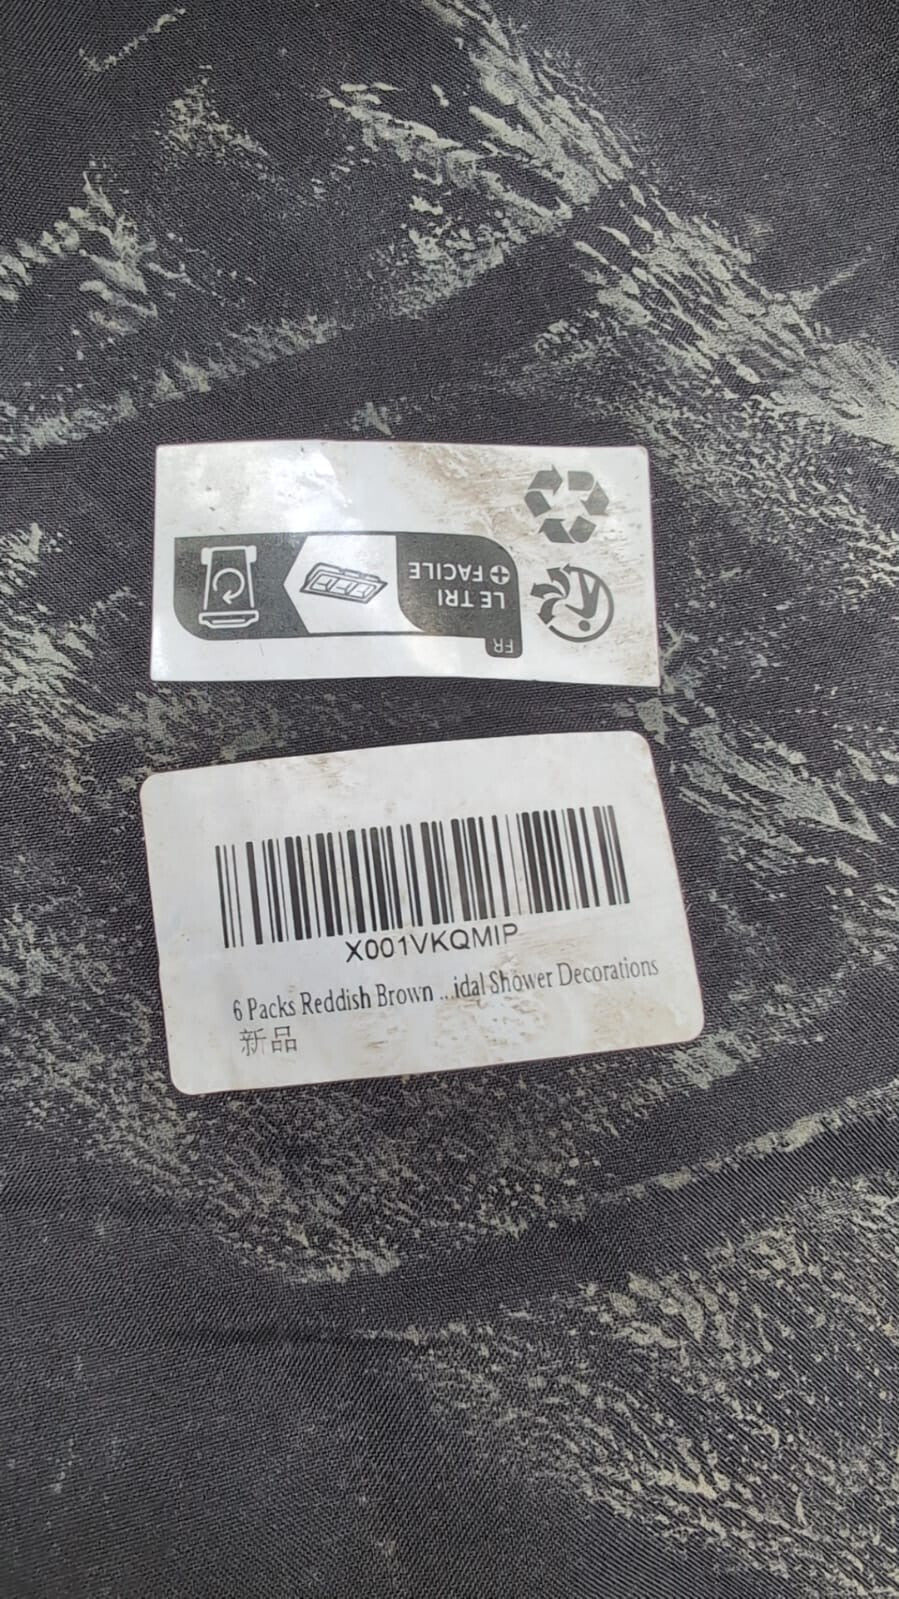 FR
LE TRI
+ FACILE
X001VKQMIP
6 Packs Reddish Brown ...idal Shower Decorations
新品